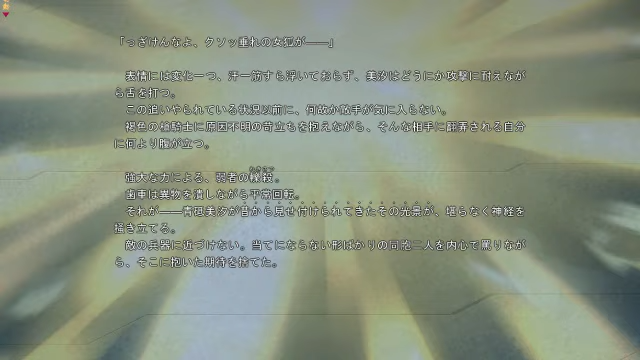 「っざけんなよ、クソッ垂れの女狐が――」
表情には変化一つ、汗一筋すら浮いておらず、美汐はどうにか攻撃に耐えなが
ら舌を打つ。
この追いやられている状況以前に、何故か敵手が気に入らない。
褐色の槍騎士に原因不明の苛立ちを抱えながら、そんな相手に翻弄される自分
に何より腹が立つ。
強大な力による、弱者の轢殺。
歯車は異物を潰しながら平常回転。
それが――青砥美汐が昔から見せ付けられてきたその光景が、堪らなく神経を
掻き立てる。
敵の兵器に近づけない。当てにならない形ばかりの同胞二人を内心で罵りなが
ら、そこに抱いた期待を捨てた。